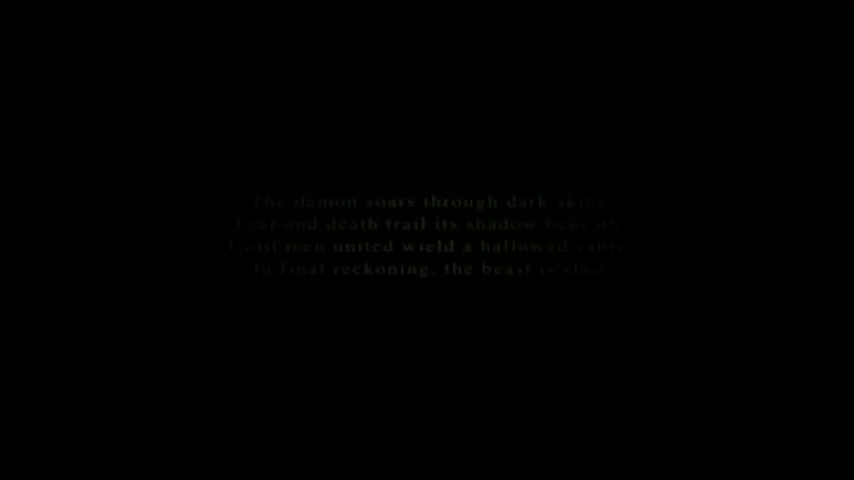 The demon soars through dark skies
Fear and death trail its shadow beneath
Until men united wield a hallowed sabre
In final reckoning, the beast is slain